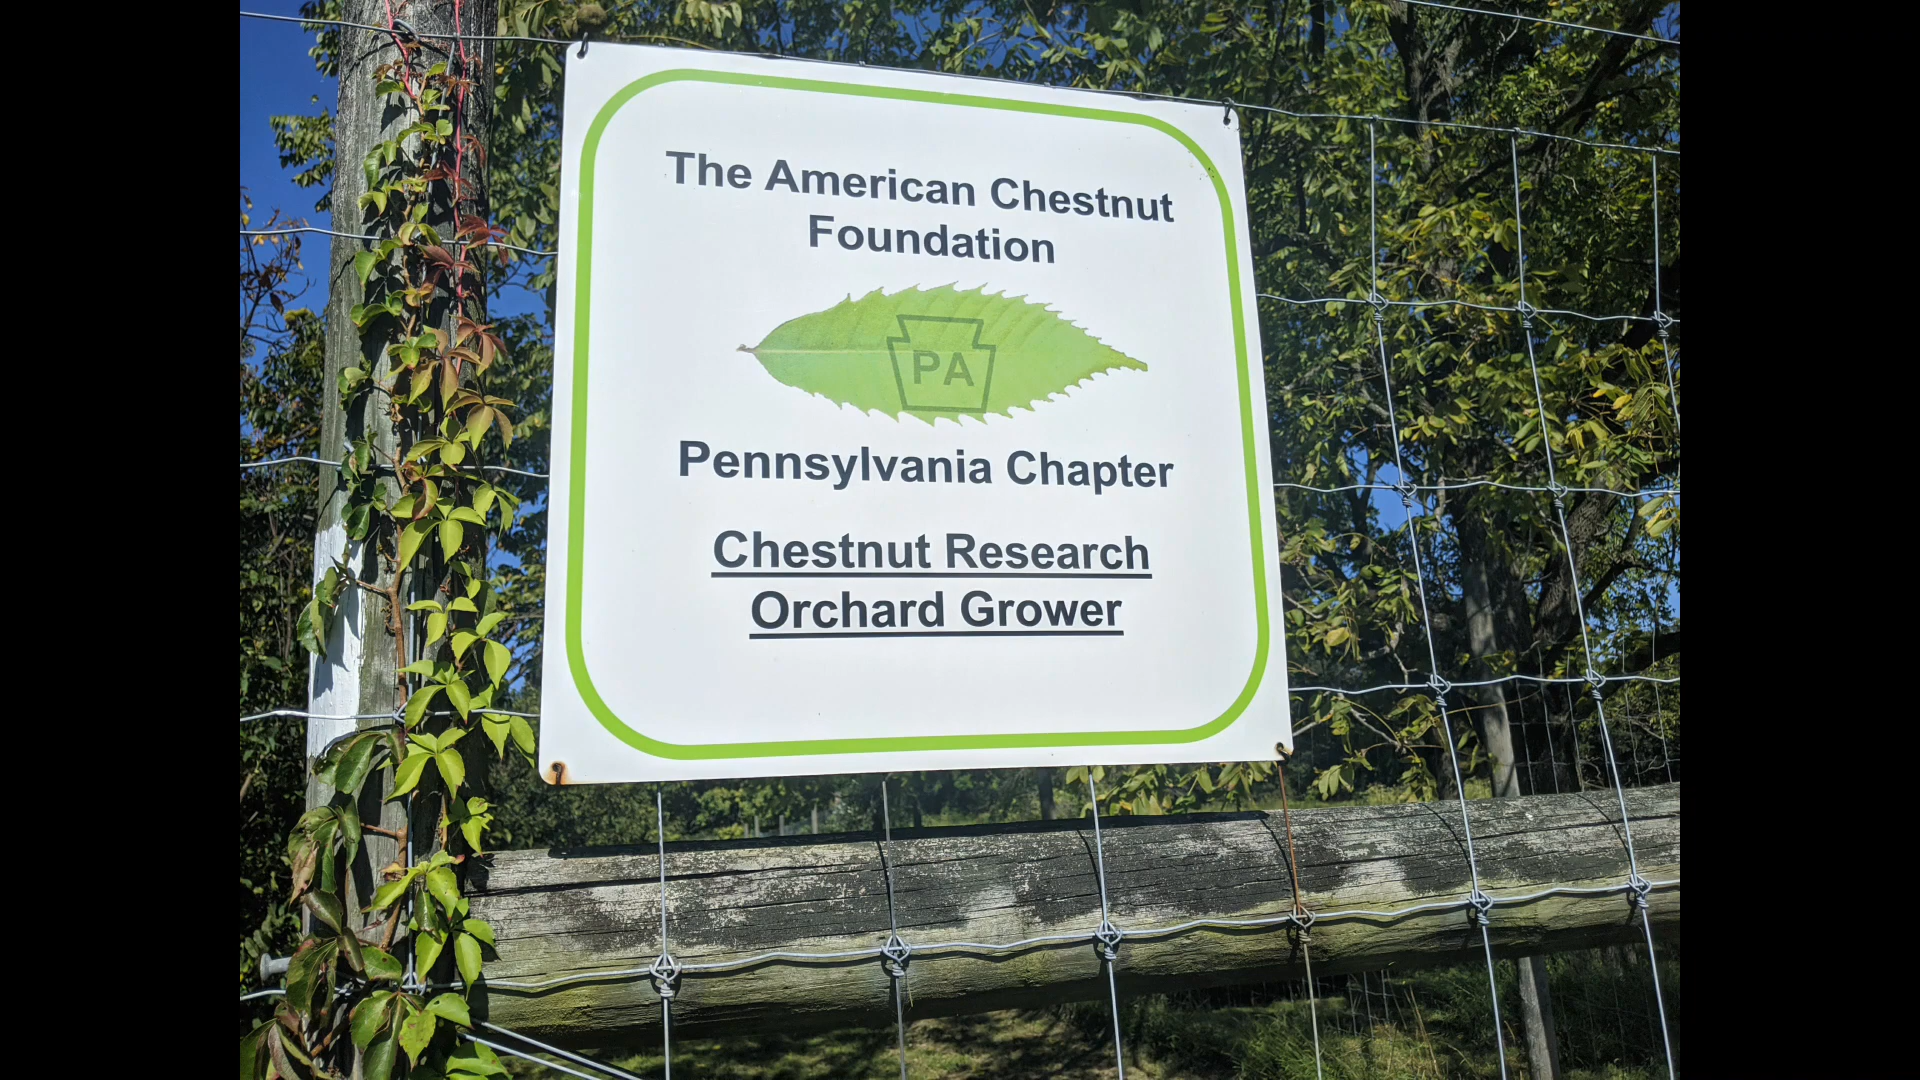 The American Chestnut
Foundation
PA
Pennsylvania Chapter
Chestnut Research
Orchard Grower